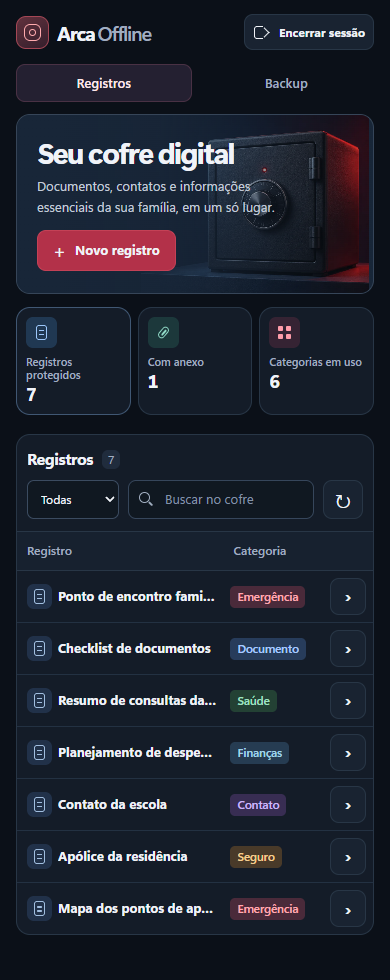 Arca Offline
Encerrar sessão
Registros
Backup
Seu cofre digital
Documentos, contatos e informações
essenciais da sua família, em um só lugar.
+ Novo registro
Registros
protegidos
7
Com anexo
1
Categorias em uso
6
Registros 7
Todas
Buscar no cofre
Registro
Categoria
Ponto de encontro fami...
Emergência
Checklist de documentos
Documento
Resumo de consultas da...
Saúde
Planejamento de despe...
Finanças
Contato da escola
Contato
Apólice da residência
Seguro
Mapa dos pontos de ap...
Emergência